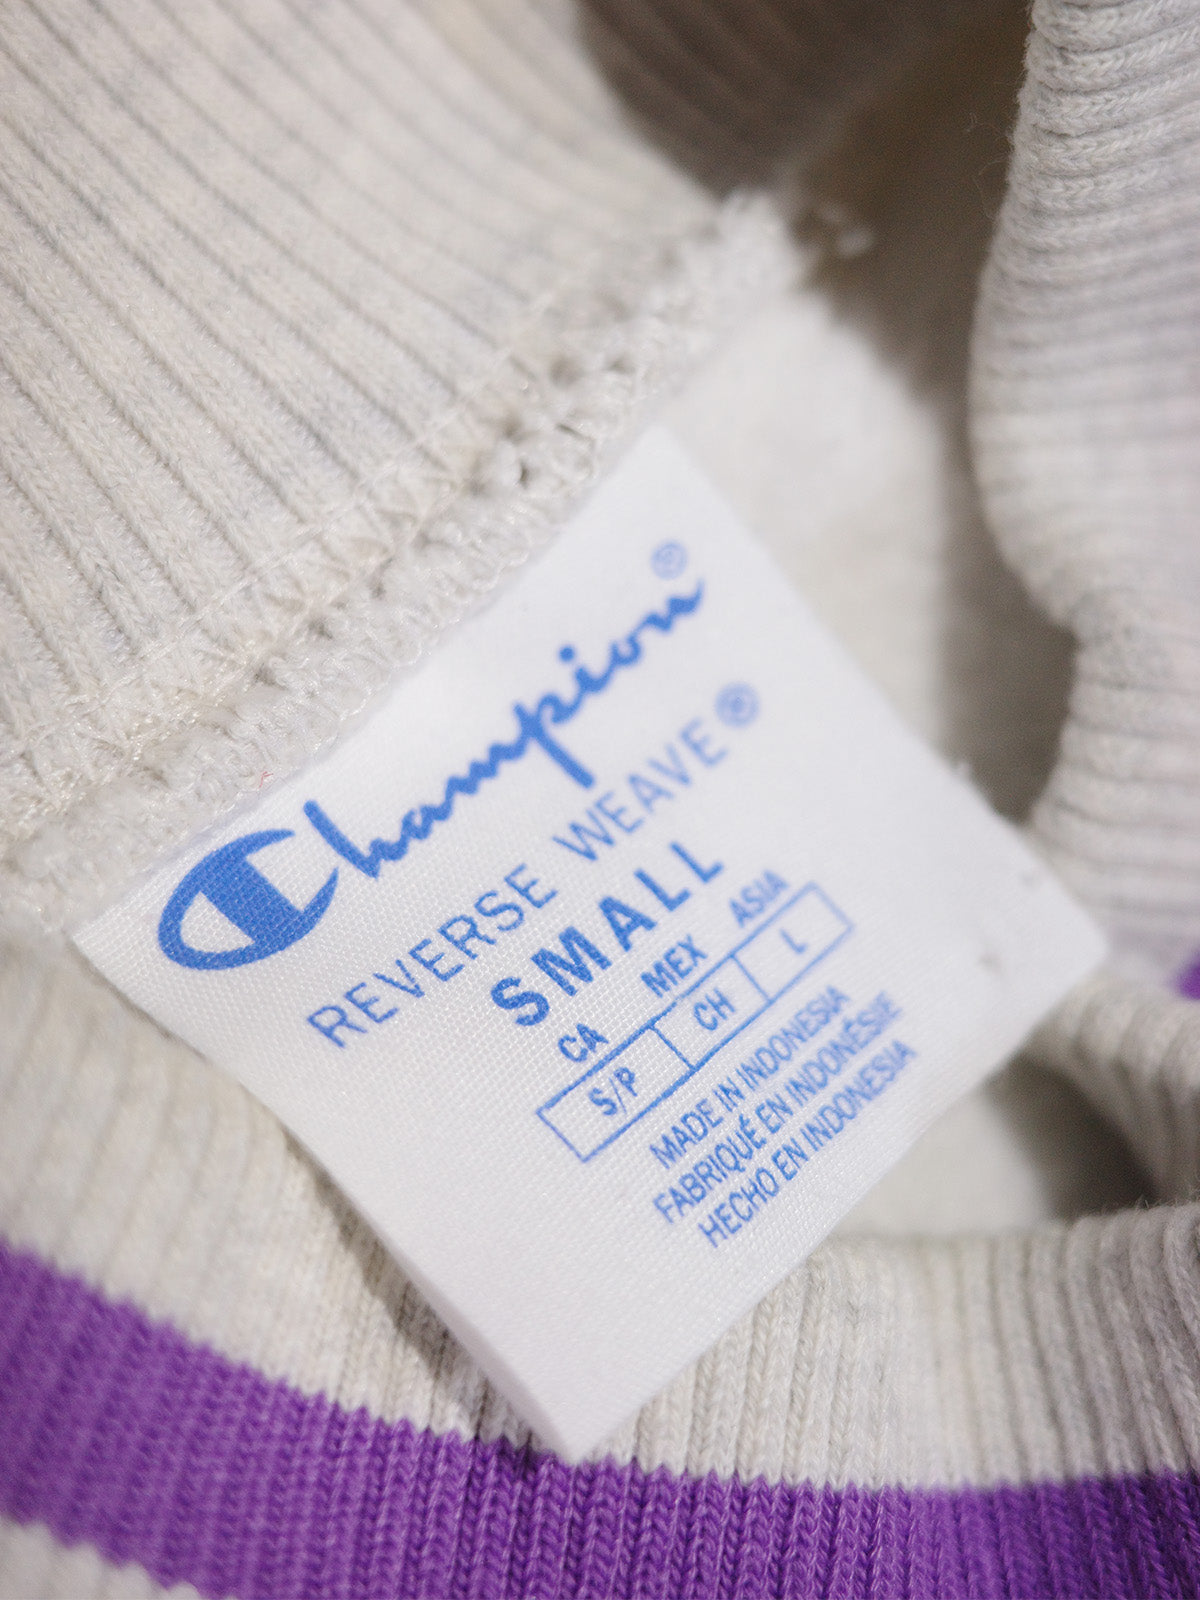 Champion®
REVERSE WEAVE®
SMALL
CA MEX ASIA
S/P CH L
MADE IN INDONESIA
FABRIQUÉ EN INDONÉSIE
HECHO EN INDONESIA